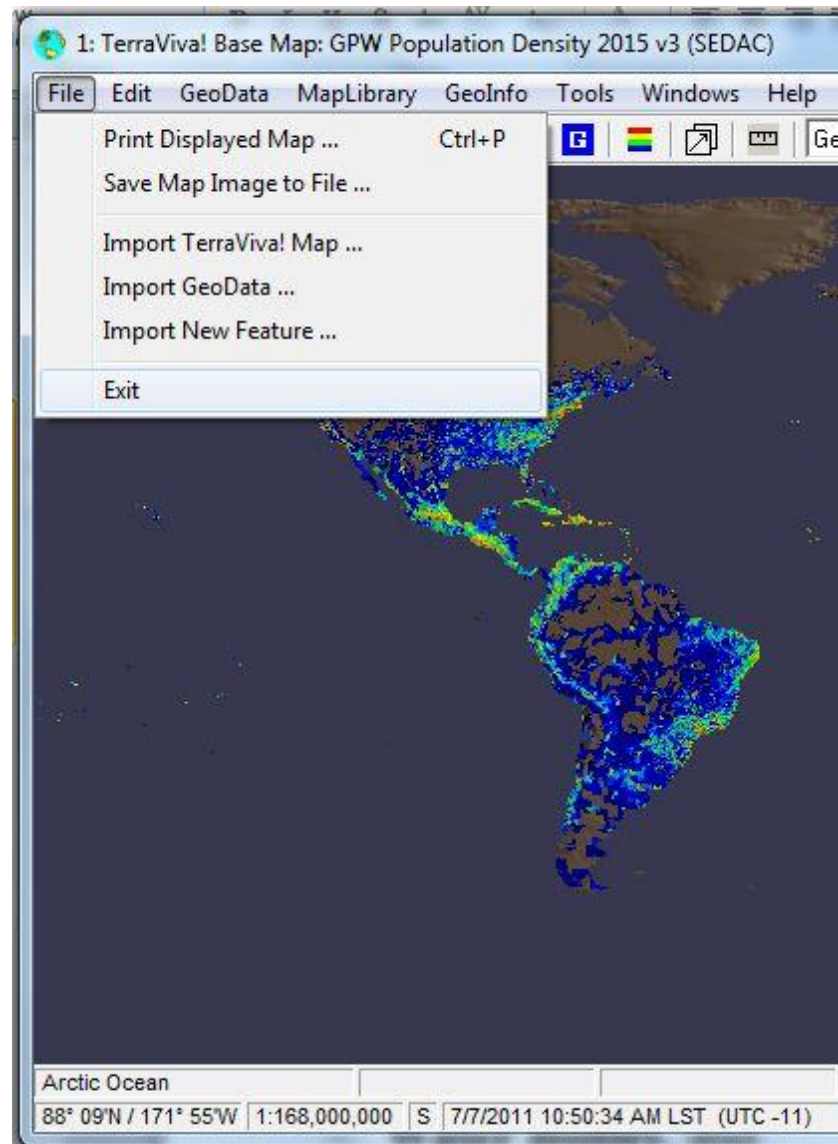 1: TerraViva! Base Map: GPW Population Density 2015 v3 (SEDAC)
File Edit GeoData MapLibrary GeoInfo Tools Windows Help
Print Displayed Map ... Ctrl+P
G
Ge
Save Map Image to File ...
Import TerraViva! Map ...
Import GeoData ...
Import New Feature ...
Exit
Arctic Ocean
88° 09'N / 171° 55'W 1:168,000,000 S 7/7/2011 10:50:34 AM LST (UTC -11)